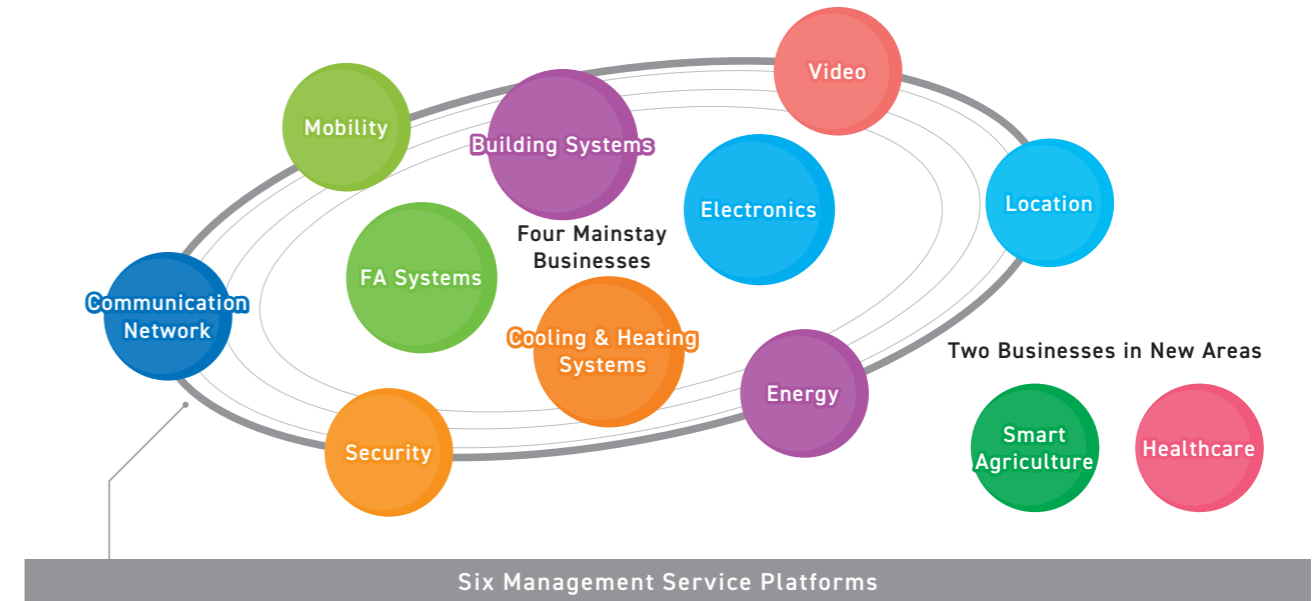 Video
Mobility
Building Systems
Electronics
Location
Four Mainstay
Businesses
FA Systems
Communication
Network
Cooling & Heating
Systems
Two Businesses in New Areas
Energy
Security
Smart
Agriculture
Healthcare
Six Management Service Platforms